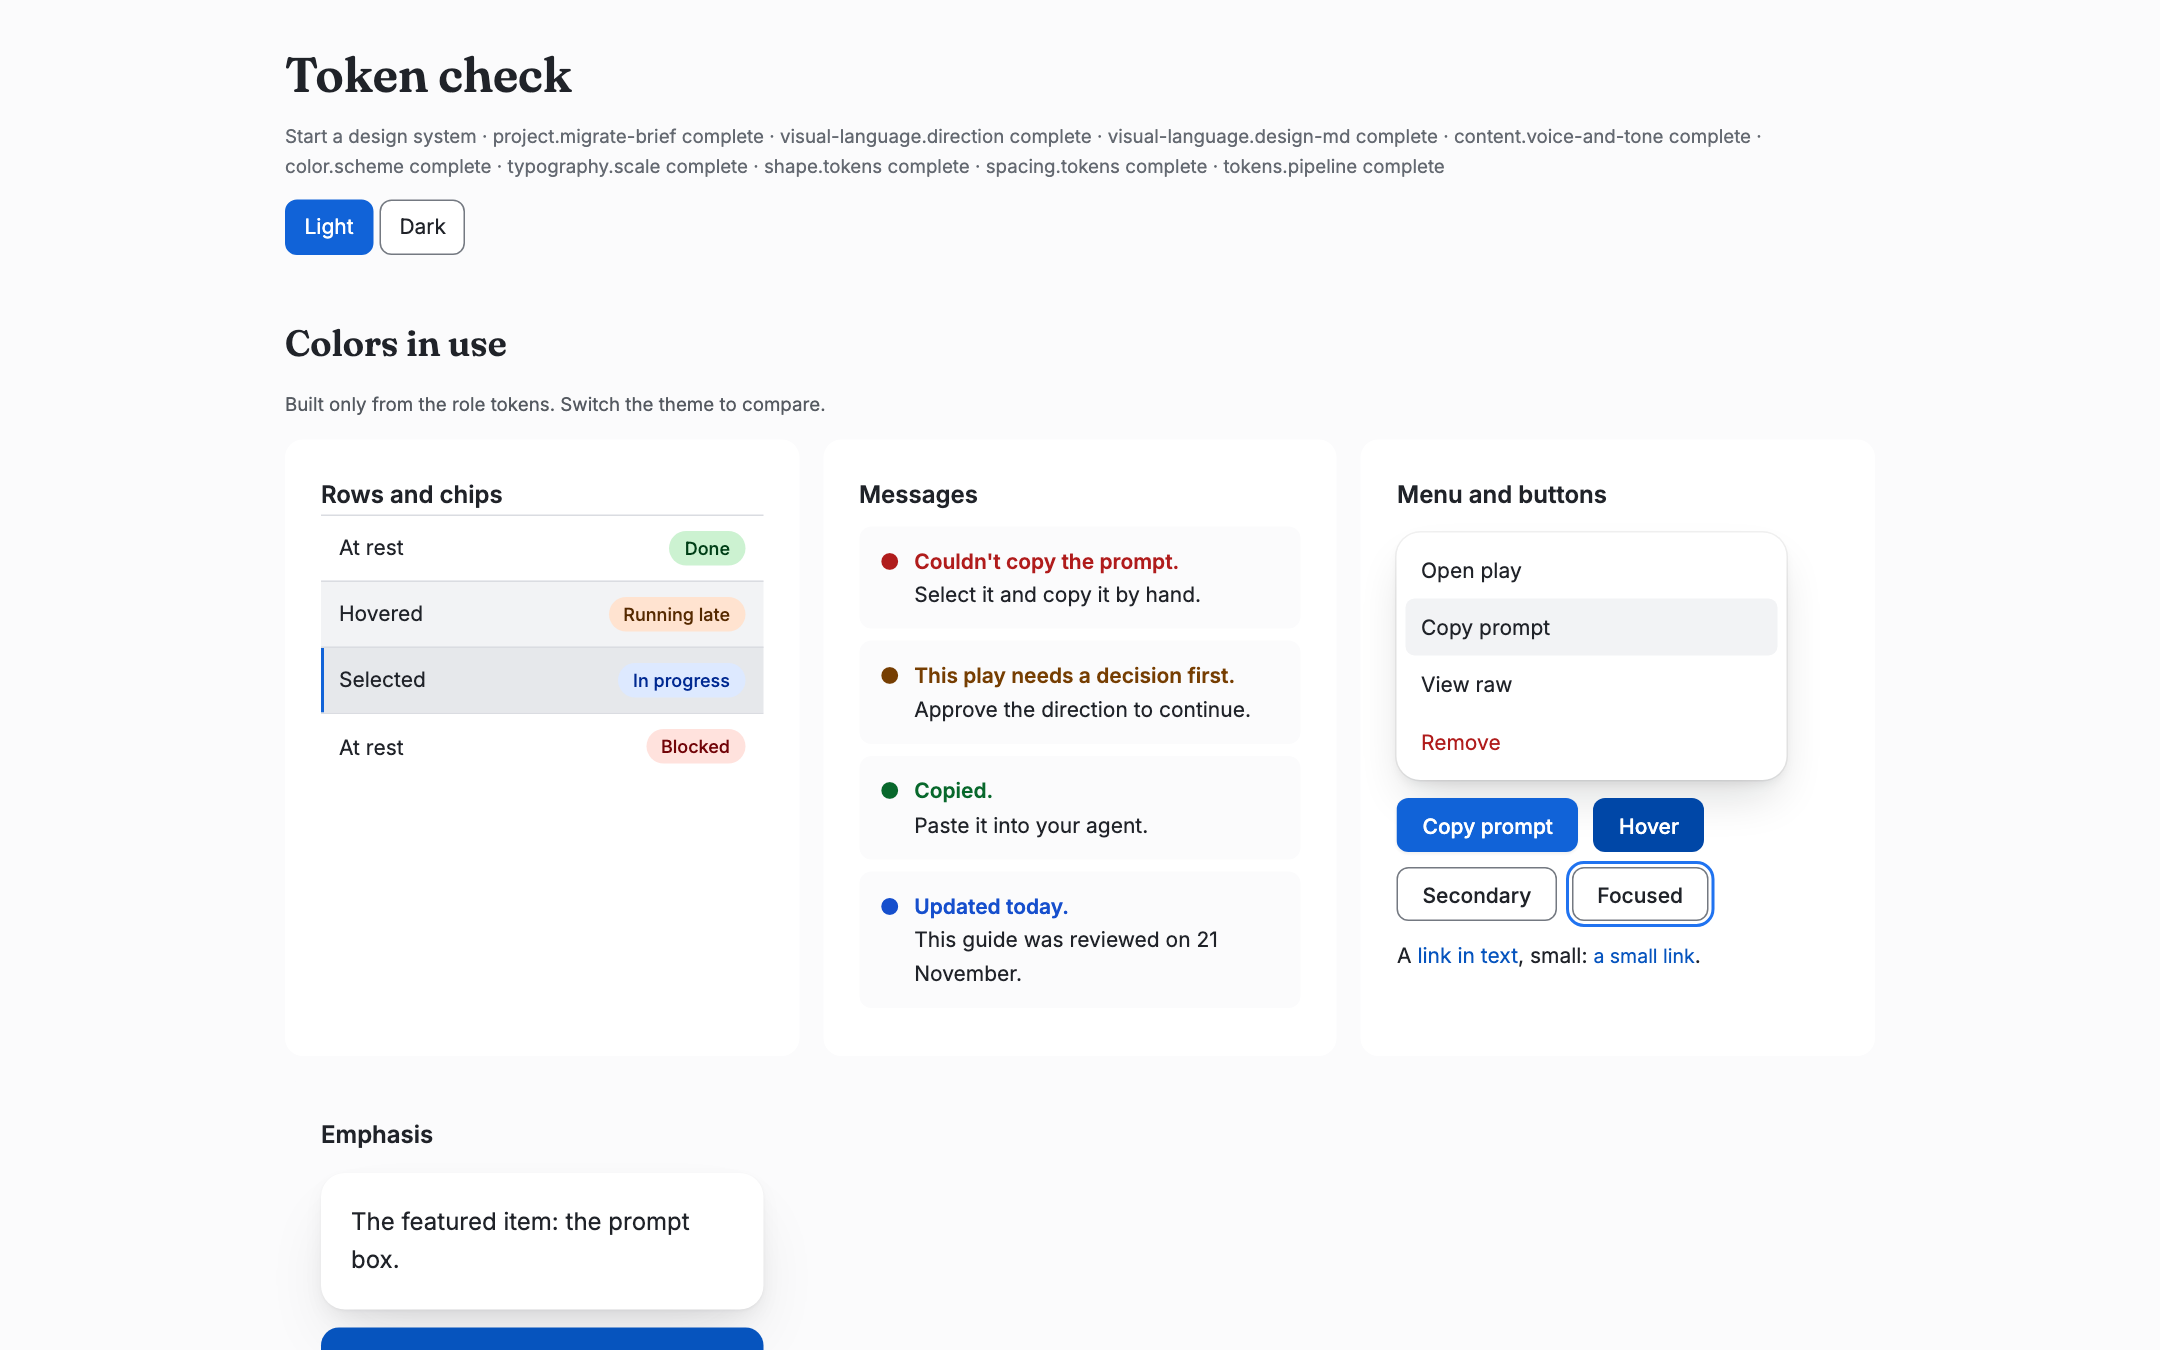 Token check
Start a design system · project.migrate-brief complete · visual-language.direction complete · visual-language.design-md complete · content.voice-and-tone complete ·
color.scheme complete · typography.scale complete · shape.tokens complete · spacing.tokens complete · tokens.pipeline complete
Light
Dark
Colors in use
Built only from the role tokens. Switch the theme to compare.
Rows and chips
At rest
Done
Hovered
Running late
Selected
In progress
At rest
Blocked
Messages
Couldn't copy the prompt.
Select it and copy it by hand.
This play needs a decision first.
Approve the direction to continue.
Copied.
Paste it into your agent.
Updated today.
This guide was reviewed on 21
November.
Menu and buttons
Open play
Copy prompt
View raw
Remove
Copy prompt
Hover
Secondary
Focused
A link in text, small: a small link.
Emphasis
The featured item: the prompt
box.